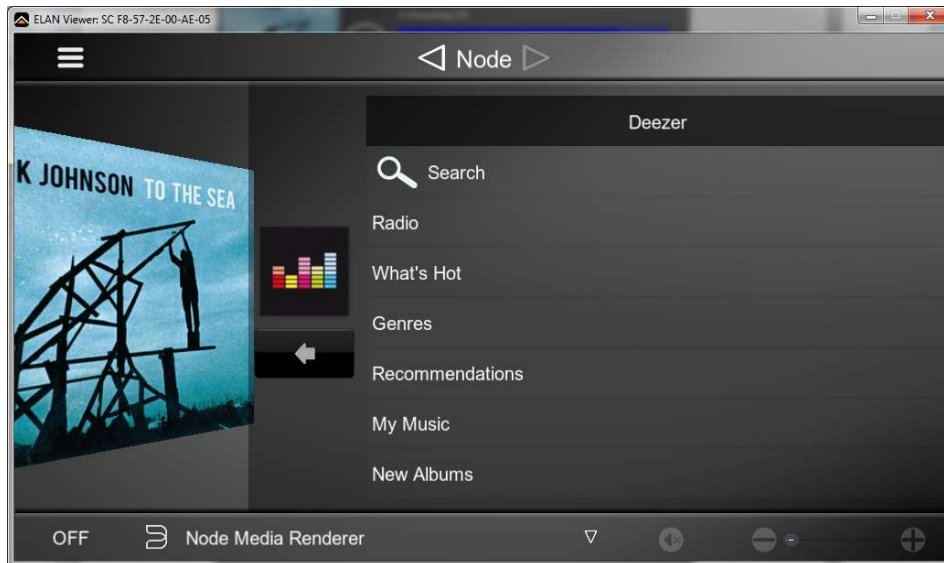 ELAN Viewer: SC F8-57-2E-00-AE-05
Node
K JOHNSON TO THE SEA
Deezer
Search
Radio
What's Hot
Genres
Recommendations
My Music
New Albums
OFF
Node Media Renderer